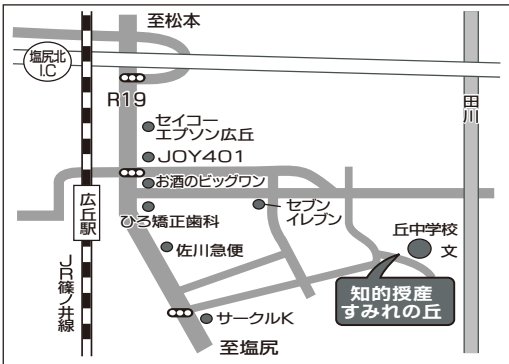 至松本
塩尻北
I.C
R19
田川
セイコー
エプソン広丘
JOY401
お酒のビッグワン
広丘駅
ひろ矯正歯科
セブン
イレブン
丘中学校
文
佐川急便
JR篠ノ井線
知的授産
すみれの丘
サークルK
至塩尻